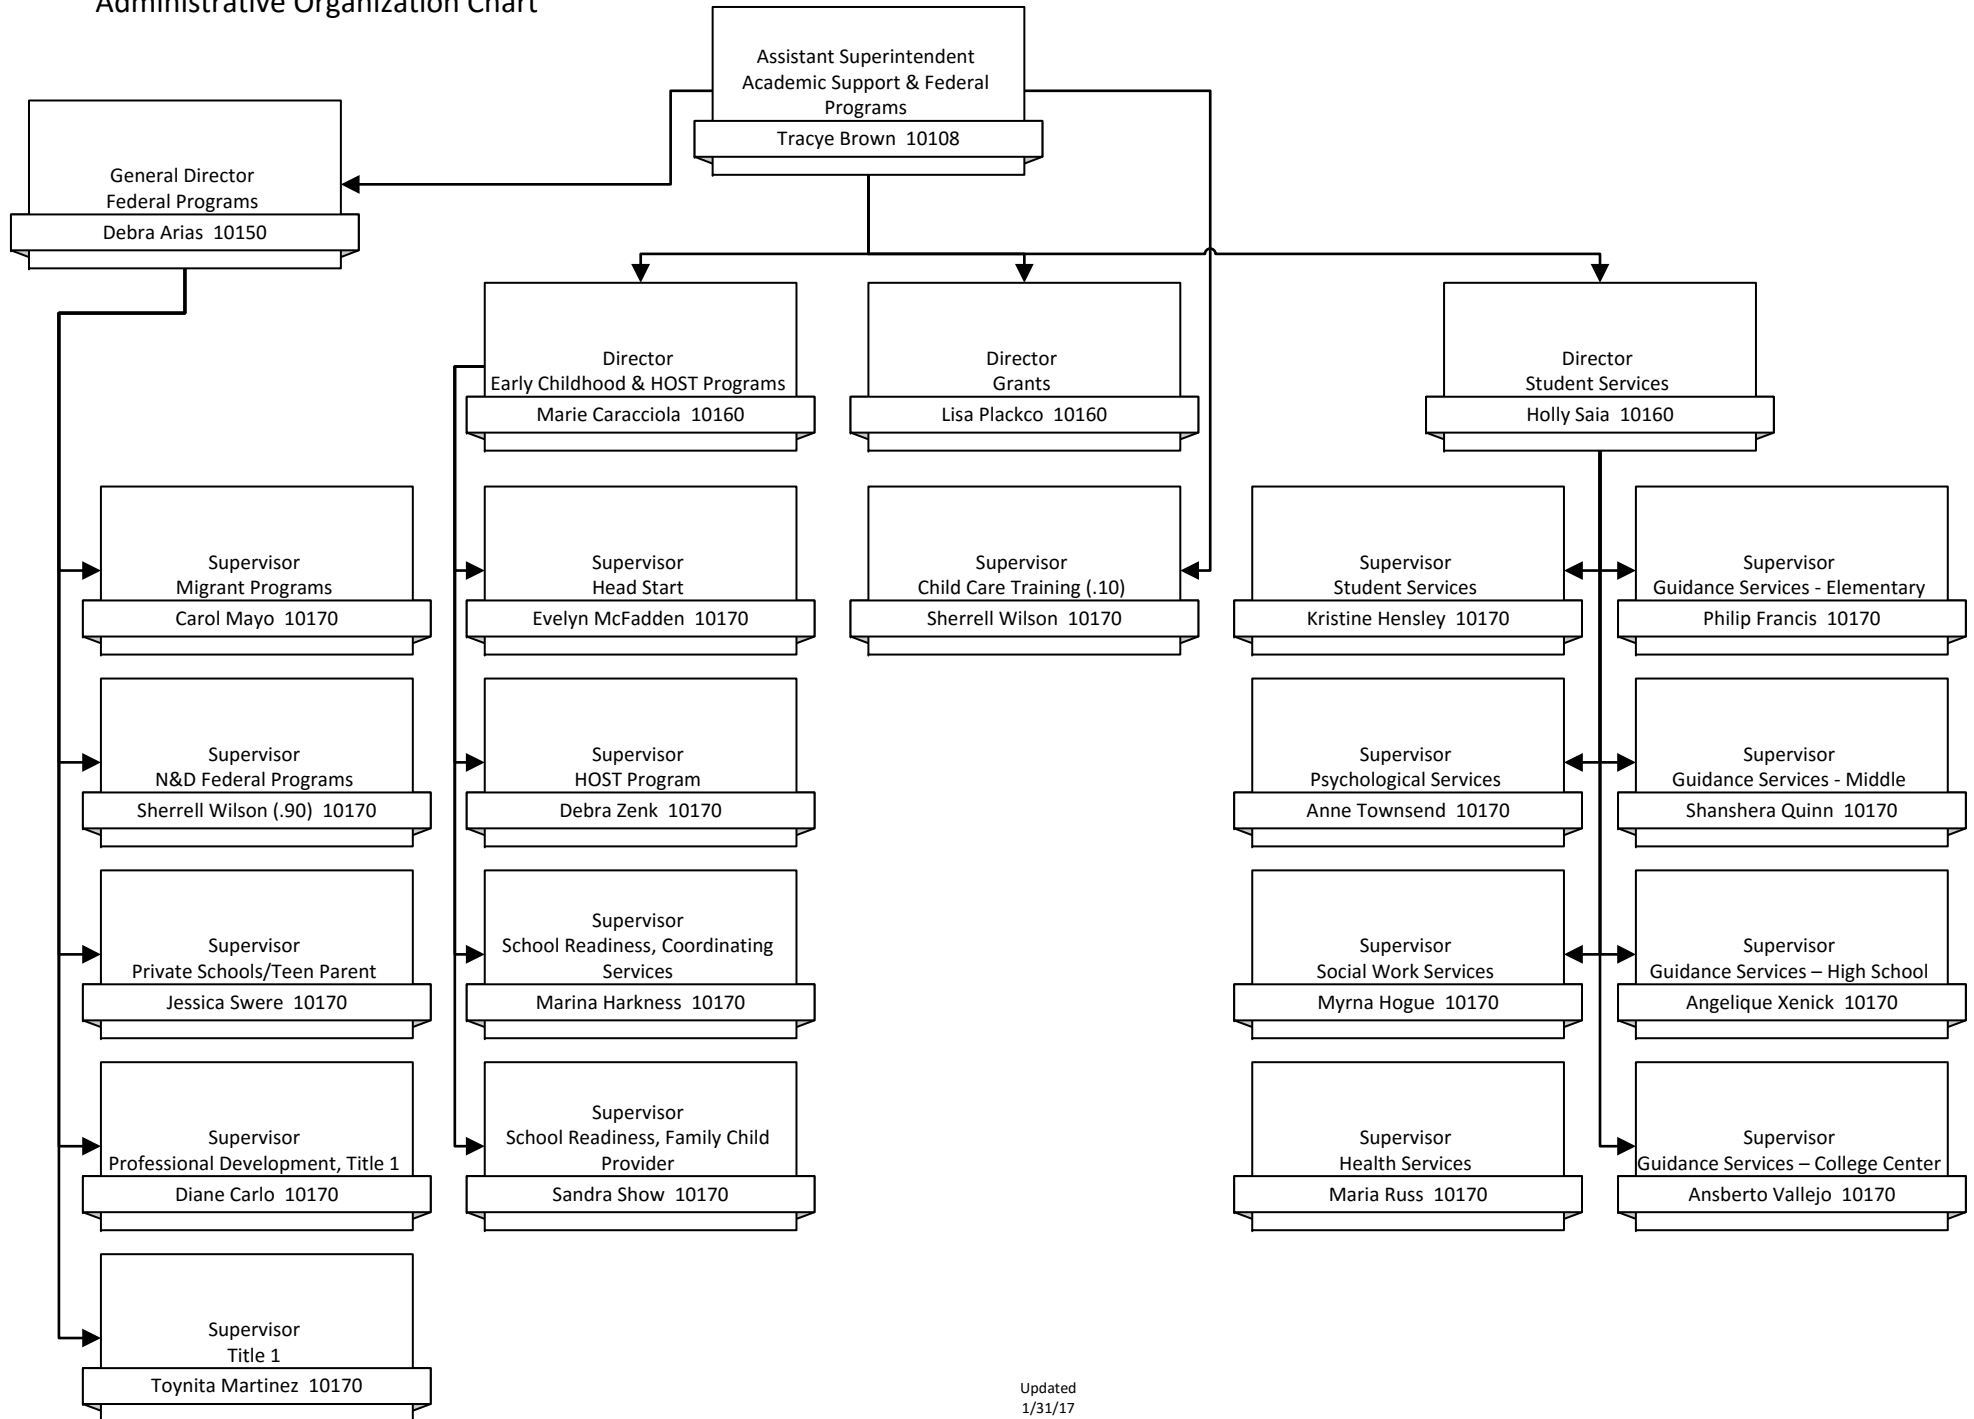 Administrative Organization Chart
Assistant Superintendent
Academic Support & Federal
Programs
Tracye Brown 10108
General Director
Federal Programs
Debra Arias 10150
Director
Early Childhood & HOST Programs
Marie Caracciola 10160
Director
Grants
Lisa Plackco 10160
Director
Student Services
Holly Saia 10160
Supervisor
Migrant Programs
Carol Mayo 10170
Supervisor
Head Start
Evelyn McFadden 10170
Supervisor
Child Care Training (.10)
Sherrell Wilson 10170
Supervisor
Student Services
Kristine Hensley 10170
Supervisor
Guidance Services - Elementary
Philip Francis 10170
Supervisor
N&D Federal Programs
Sherrell Wilson (.90) 10170
Supervisor
HOST Program
Debra Zenk 10170
Supervisor
Psychological Services
Anne Townsend 10170
Supervisor
Guidance Services - Middle
Shanshera Quinn 10170
Supervisor
Private Schools/Teen Parent
Jessica Swere 10170
Supervisor
School Readiness, Coordinating
Services
Marina Harkness 10170
Supervisor
Social Work Services
Myrna Hogue 10170
Supervisor
Guidance Services – High School
Angelique Xenick 10170
Supervisor
Professional Development, Title 1
Diane Carlo 10170
Supervisor
School Readiness, Family Child
Provider
Sandra Show 10170
Supervisor
Health Services
Maria Russ 10170
Supervisor
Guidance Services – College Center
Ansberto Vallejo 10170
Supervisor
Title 1
Toynita Martinez 10170
Updated
1/31/17